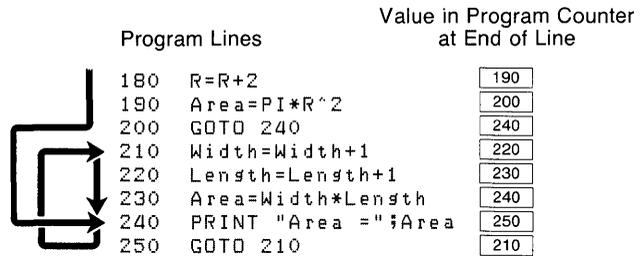 Value in Program Counter
Program Lines at End of Line
180 R=R+2 190
190 Area=PI*R^2 200
200 GOTO 240 240
210 Width=Width+1 220
220 Length=Length+1 230
230 Area=Width*Length 240
240 PRINT "Area =";Area 250
250 GOTO 210 210